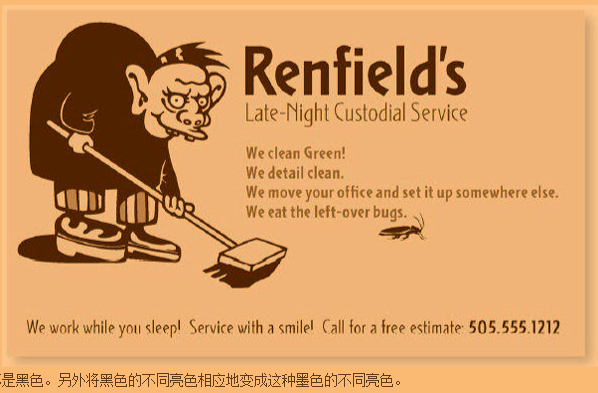 Renfield's
Late-Night Custodial Service
We clean Green!
We detail clean.
We move your office and set it up somewhere else.
We eat the left-over bugs.
We work while you sleep! Service with a smile! Call for a free estimate: 505.555.1212
是黑色。另外将黑色的不同亮色相应地变成这种墨色的不同亮色。